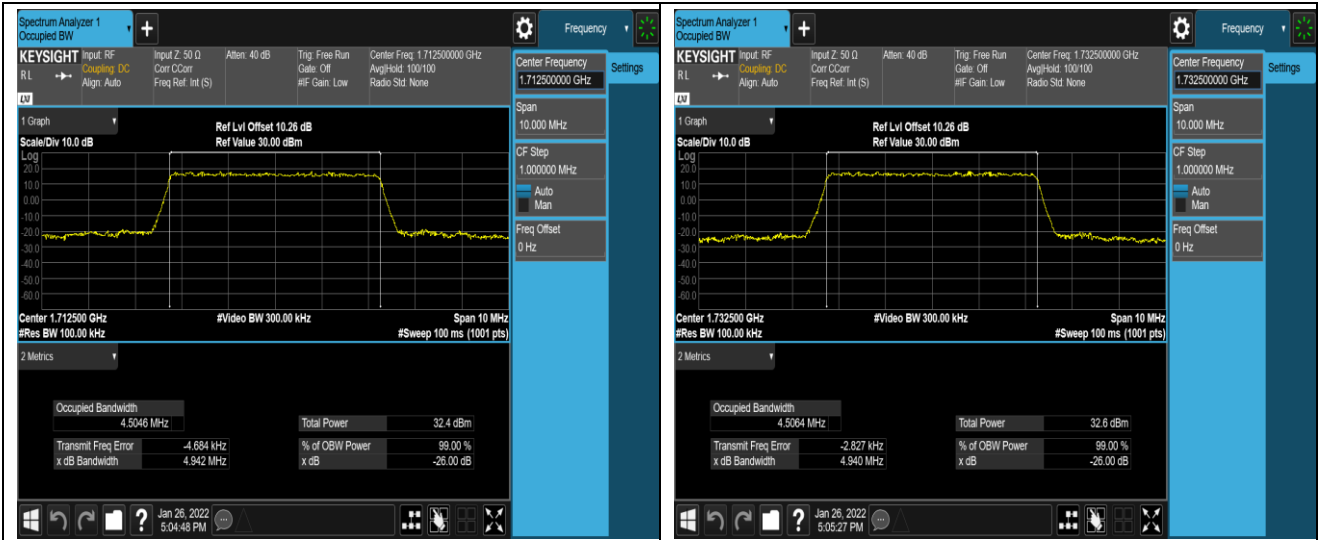 Spectrum Analyzer 1
Occupied BW
+
Frequency
KEYSIGHT Input: RF Input Z: 50 Ω Atten: 40 dB Trig: Free Run Center Freq: 1.712500000 GHz
RL Coupling: DC Corr CCorr Gate: Off Avg|Hold: 100/100
Align: Auto Freq Ref: Int (S) #IF Gain: Low Radio Std: None
LXI
Center Frequency
1.712500000 GHz
Settings
Span
10.000 MHz
CF Step
1.000000 MHz
Auto
Man
Freq Offset
0 Hz
1 Graph
Ref Lvl Offset 10.26 dB
Scale/Div 10.0 dB Ref Value 30.00 dBm
Log
20.0
10.0
0.00
-10.0
-20.0
-30.0
-40.0
-50.0
-60.0
Center 1.712500 GHz #Video BW 300.00 kHz Span 10 MHz
#Res BW 100.00 kHz #Sweep 100 ms (1001 pts)
2 Metrics
Occupied Bandwidth
4.5046 MHz Total Power 32.4 dBm
Transmit Freq Error -4.684 kHz % of OBW Power 99.00 %
x dB Bandwidth 4.942 MHz x dB -26.00 dB
? Jan 26, 2022
5:04:48 PM
Spectrum Analyzer 1
Occupied BW
+
Frequency
KEYSIGHT Input: RF Input Z: 50 Ω Atten: 40 dB Trig: Free Run Center Freq: 1.732500000 GHz
RL Coupling: DC Corr CCorr Gate: Off Avg|Hold: 100/100
Align: Auto Freq Ref: Int (S) #IF Gain: Low Radio Std: None
LXI
Center Frequency
1.732500000 GHz
Settings
Span
10.000 MHz
CF Step
1.000000 MHz
Auto
Man
Freq Offset
0 Hz
1 Graph
Ref Lvl Offset 10.26 dB
Scale/Div 10.0 dB Ref Value 30.00 dBm
Log
20.0
10.0
0.00
-10.0
-20.0
-30.0
-40.0
-50.0
-60.0
Center 1.732500 GHz #Video BW 300.00 kHz Span 10 MHz
#Res BW 100.00 kHz #Sweep 100 ms (1001 pts)
2 Metrics
Occupied Bandwidth
4.5064 MHz Total Power 32.6 dBm
Transmit Freq Error -2.827 kHz % of OBW Power 99.00 %
x dB Bandwidth 4.940 MHz x dB -26.00 dB
? Jan 26, 2022
5:05:27 PM